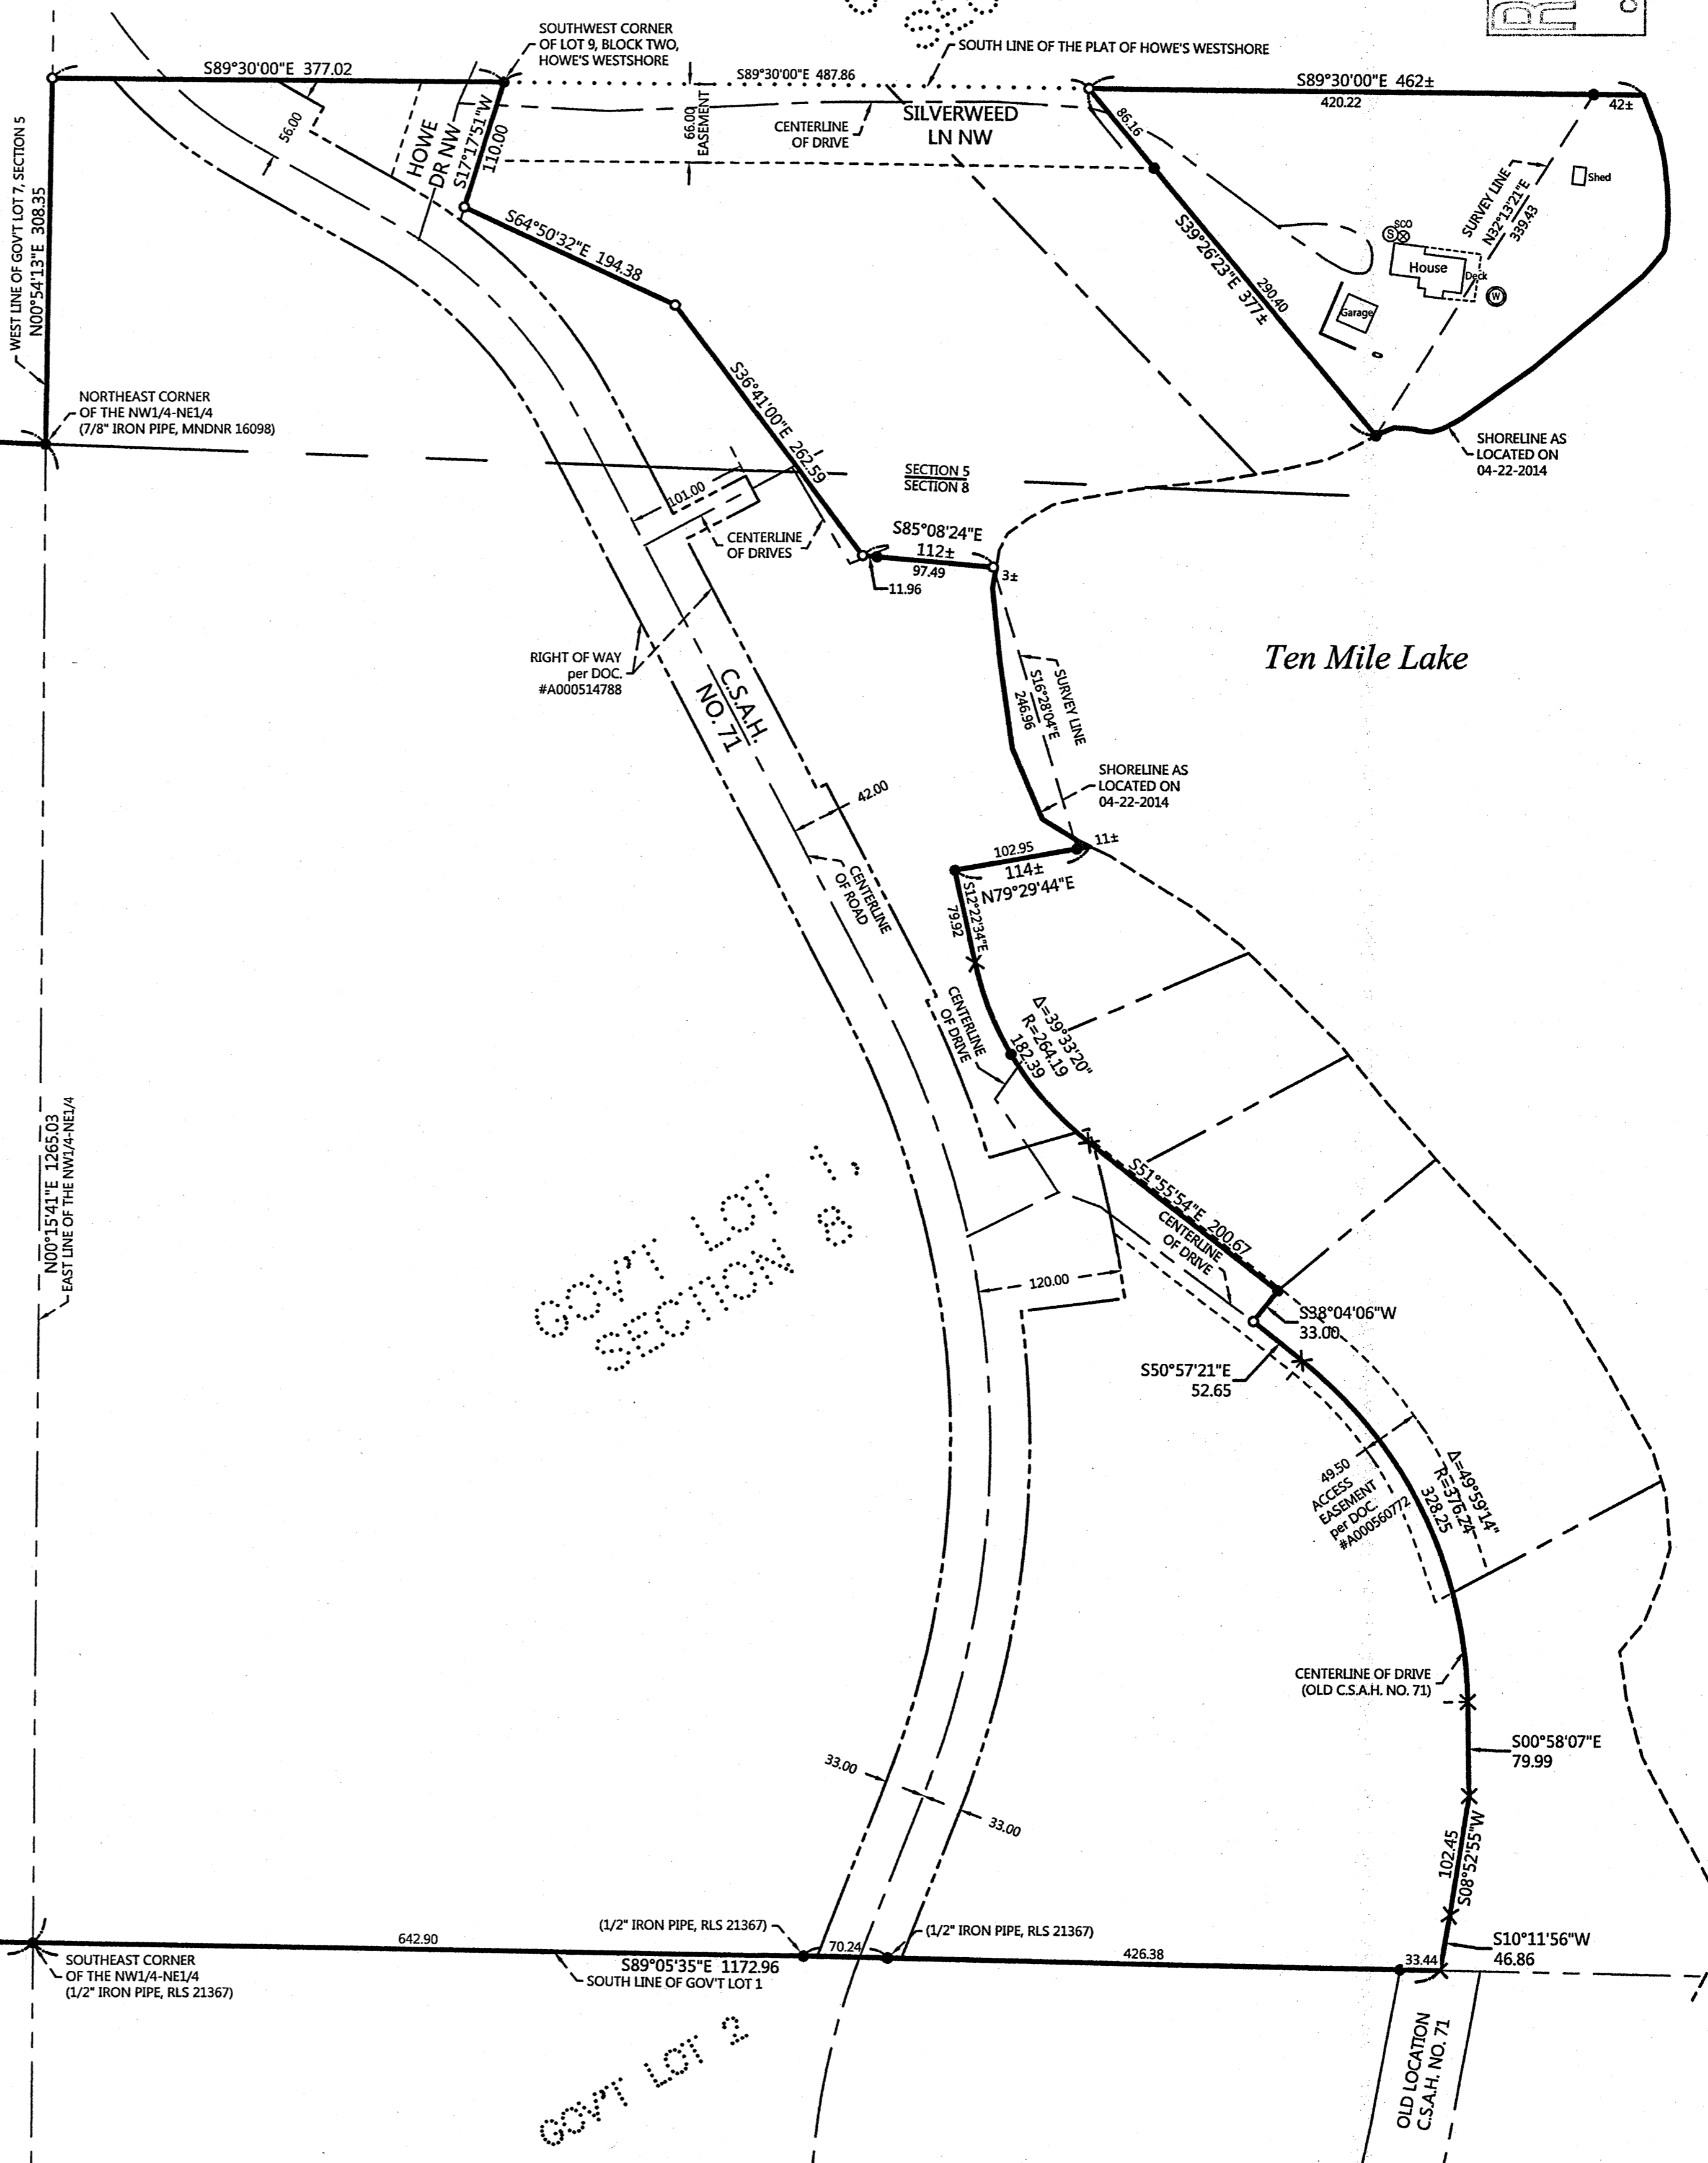 SOUTHWEST CORNER
OF LOT 9, BLOCK TWO,
HOWE'S WESTSHORE
S89°30'00"E 377.02
S89°30'00"E 487.86
SOUTH LINE OF THE PLAT OF HOWE'S WESTSHORE
S89°30'00"E 462±
420.22
42±
56.00
HOWE
DR NW
S17°17'51"W
110.00
66.00
EASEMENT
CENTERLINE
OF DRIVE
SILVERWEED
LN NW
86.16
WEST LINE OF GOV'T LOT 7, SECTION 5
N00°54'13"E 308.35
S64°50'32"E 194.38
S39°26'23"E 377±
290.40
SURVEY LINE
N32°13'21"E
339.43
Shed
SCO
S
House
Deck
W
Garage
NORTHEAST CORNER
OF THE NW1/4-NE1/4
(7/8" IRON PIPE, MNDNR 16098)
S36°41'00"E 262.59
SHORELINE AS
LOCATED ON
04-22-2014
SECTION 5
SECTION 8
101.00
CENTERLINE
OF DRIVES
S85°08'24"E
112±
97.49
3±
11.96
RIGHT OF WAY
per DOC.
#A000514788
Ten Mile Lake
C.S.A.H.
NO. 71
SURVEY LINE
S16°28'04"E
246.96
SHORELINE AS
LOCATED ON
04-22-2014
42.00
11±
102.95
114±
N79°29'44"E
CENTERLINE
OF ROAD
S12°22'34"E
79.92
CENTERLINE
OF DRIVE
Δ=39°33'20"
R=264.19
182.39
N00°15'41"E 1265.03
EAST LINE OF THE NW1/4-NE1/4
GOV'T LOT 1,
SECTION 8
S51°55'54"E 200.67
CENTERLINE
OF DRIVE
120.00
S38°04'06"W
33.00
S50°57'21"E
52.65
49.50
ACCESS
EASEMENT
per DOC.
#A000560772
Δ=49°59'14"
R=376.24
328.25
CENTERLINE OF DRIVE
(OLD C.S.A.H. NO. 71)
S00°58'07"E
79.99
33.00
33.00
102.45
S08°52'55"W
(1/2" IRON PIPE, RLS 21367)
(1/2" IRON PIPE, RLS 21367)
S10°11'56"W
46.86
642.90
70.24
426.38
33.44
S89°05'35"E 1172.96
SOUTH LINE OF GOV'T LOT 1
SOUTHEAST CORNER
OF THE NW1/4-NE1/4
(1/2" IRON PIPE, RLS 21367)
GOV'T LOT 2
OLD LOCATION
C.S.A.H. NO. 71